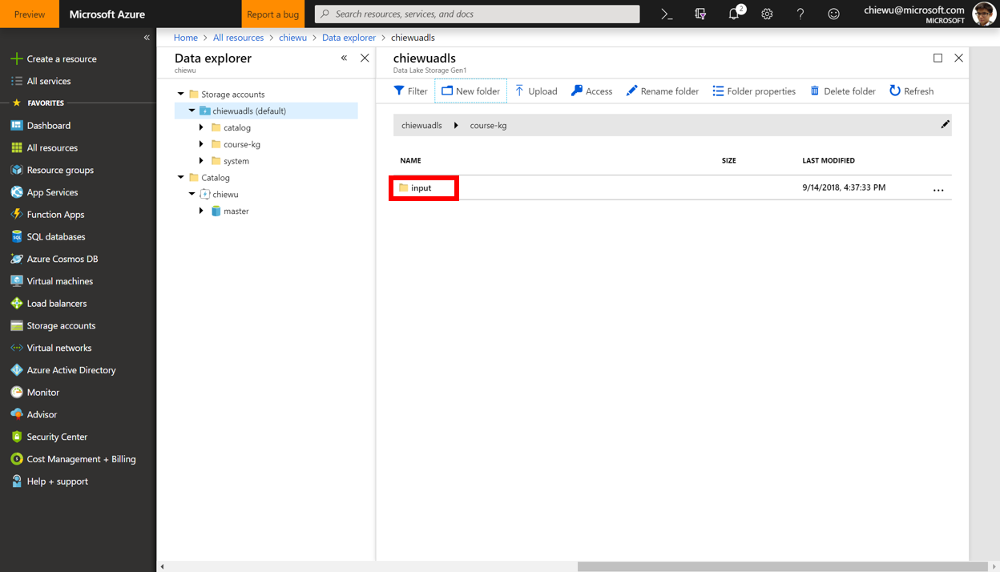 Preview
Microsoft Azure
Report a bug
Search resources, services, and docs
2
chiewu@microsoft.com
MICROSOFT
Create a resource
All services
FAVORITES
Dashboard
All resources
Resource groups
App Services
Function Apps
SQL databases
Azure Cosmos DB
Virtual machines
Load balancers
Storage accounts
Virtual networks
Azure Active Directory
Monitor
Advisor
Security Center
Cost Management + Billing
Help + support
Home > All resources > chiewu > Data explorer > chiewuadls
Data explorer
chiewu
Storage accounts
chiewuadls (default)
catalog
course-kg
system
Catalog
chiewu
master
chiewuadls
Data Lake Storage Gen1
Filter New folder Upload Access Rename folder Folder properties Delete folder Refresh
chiewuadls course-kg
NAME SIZE LAST MODIFIED
input 9/14/2018, 4:37:33 PM ...